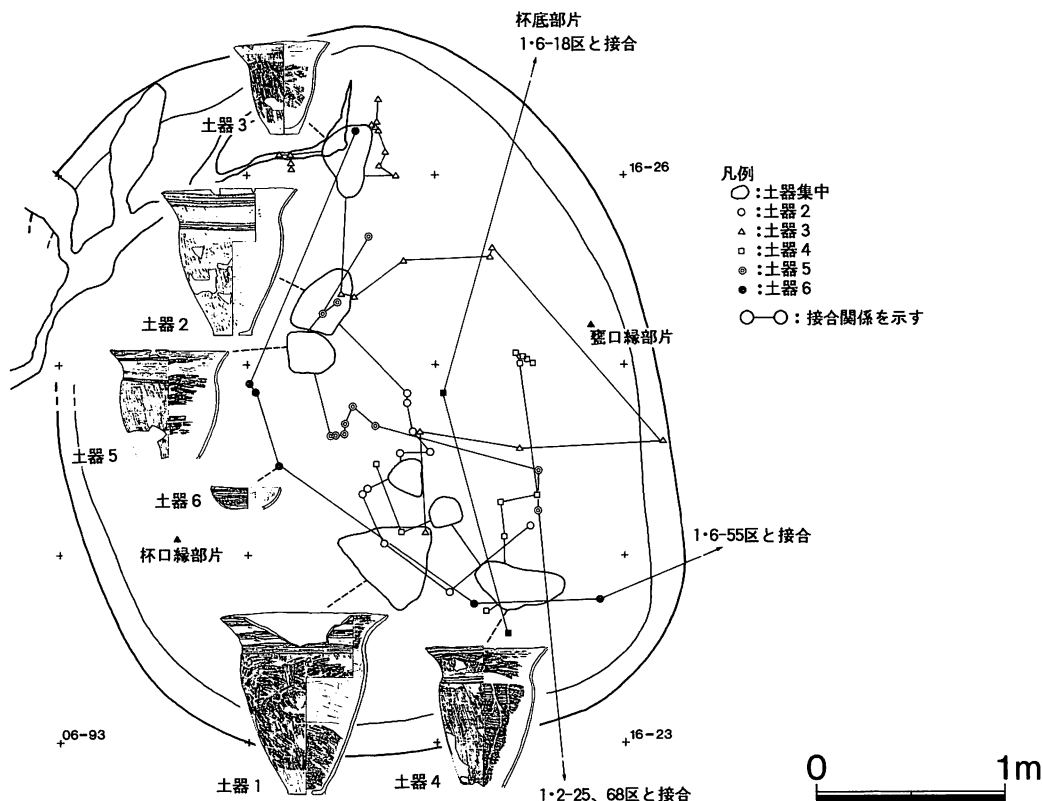 杯底部片
1・6-18区と接合
土器3
16-26
凡例
:土器集中
:土器2
:土器3
:土器4
:土器5
:土器6
:接合関係を示す
土器2
甕口縁部片
土器5
土器6
杯口縁部片
1・6-55区と接合
06-93
16-23
土器1
土器4
1・2-25、68区と接合
0
1m